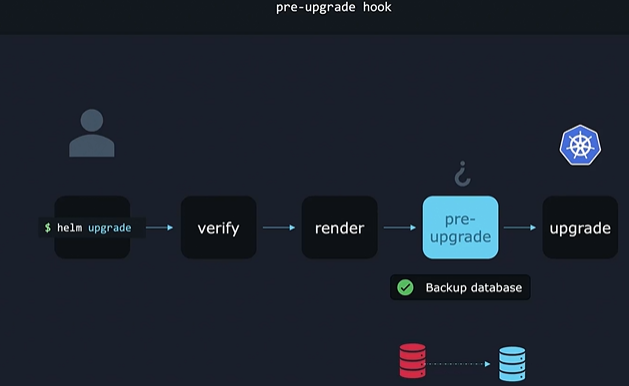 pre-upgrade hook
$ helm upgrade
verify
render
pre-
upgrade
upgrade
Backup database